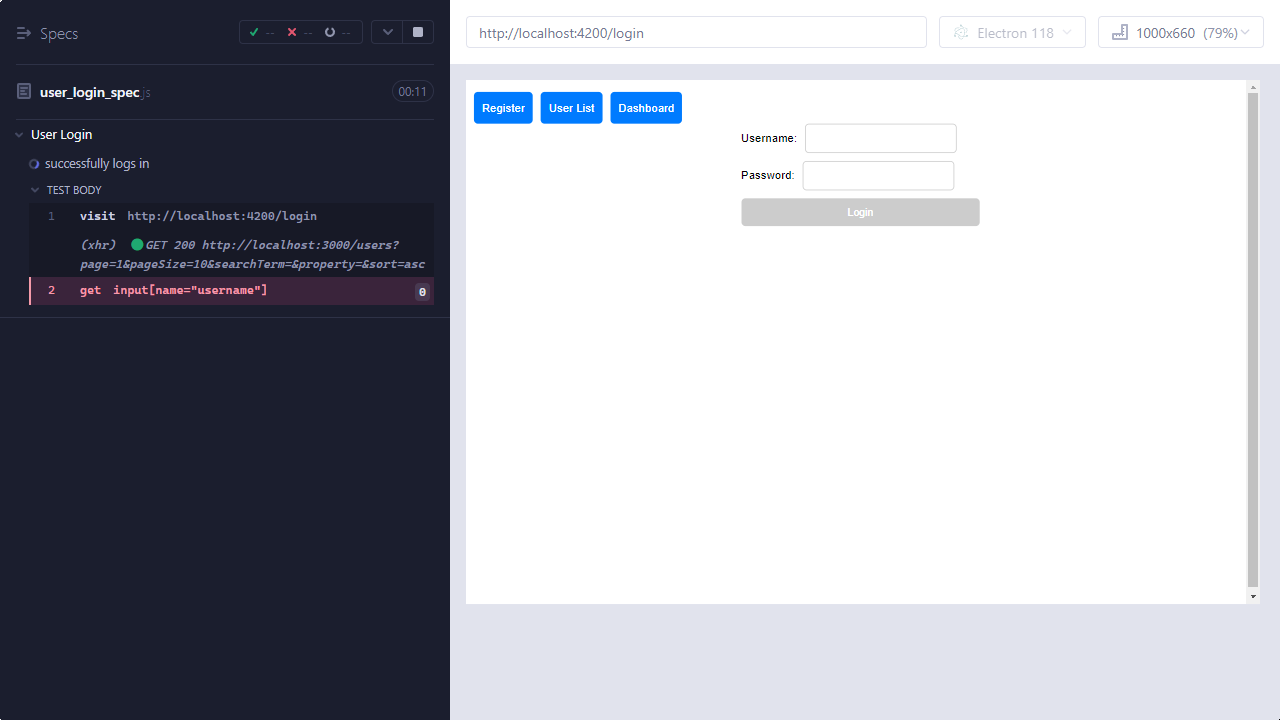 Specs
-- -- --
user_login_spec.js
00:11
User Login
successfully logs in
TEST BODY
1 visit http://localhost:4200/login
(xhr) GET 200 http://localhost:3000/users?
page=1&pageSize=10&searchTerm=&property=&sort=asc
2 get input[name="username"] 0
http://localhost:4200/login
Electron 118
1000x660 (79%)
Register User List Dashboard
Username:
Password:
Login